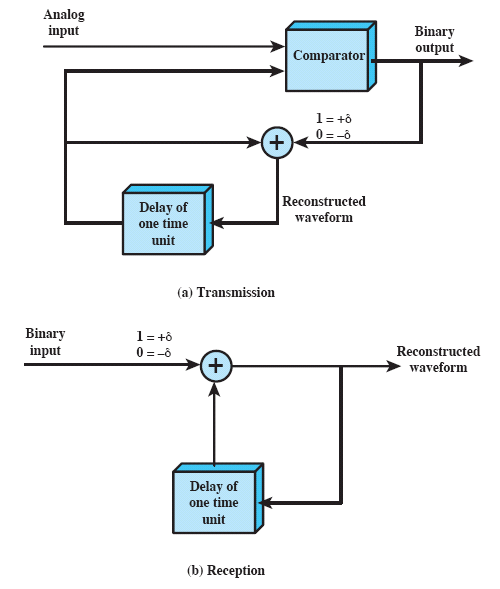 Analog
input
Comparator
Binary
output
1 = +δ
0 = –δ
+
Delay of
one time
unit
Reconstructed
waveform
(a) Transmission
Binary
input
1 = +δ
0 = –δ
+
Reconstructed
waveform
Delay of
one time
unit
(b) Reception